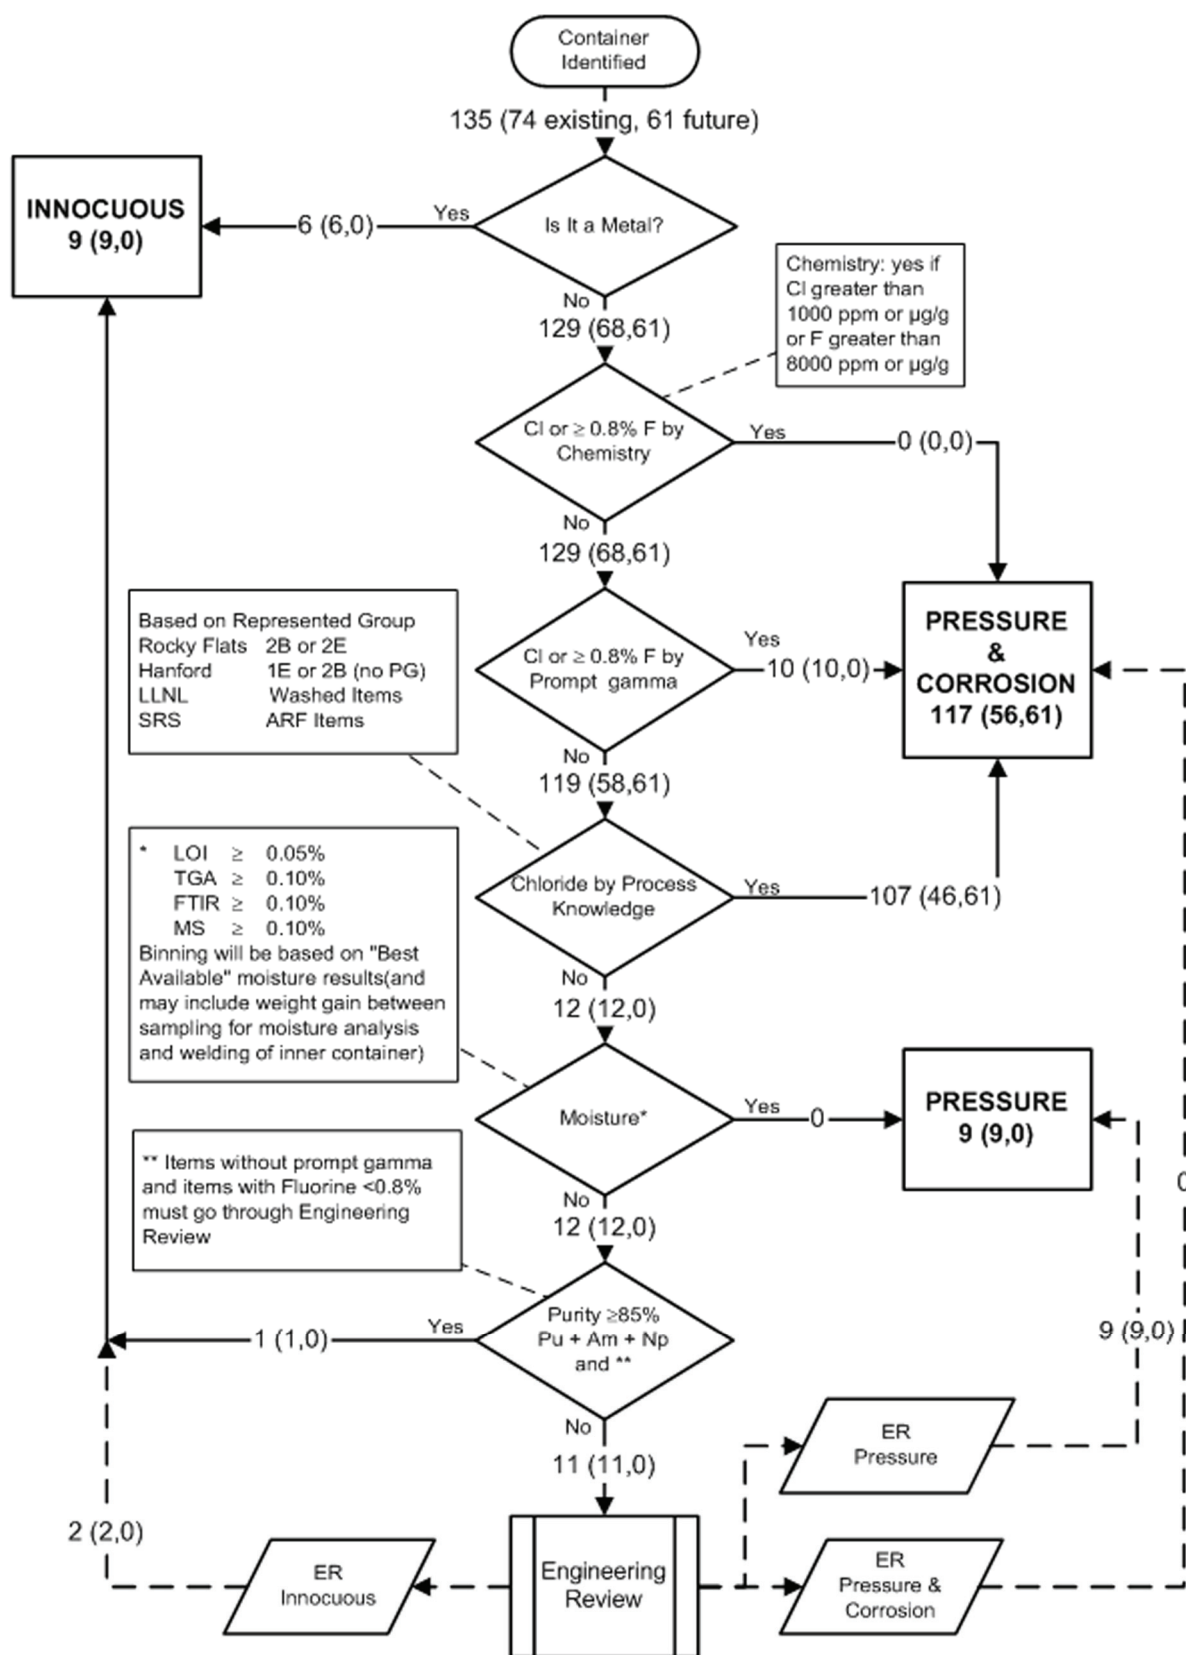 Container
Identified
135 (74 existing, 61 future)
INNOCUOUS
9 (9,0)
6 (6,0)
Yes
Is It a Metal?
No
129 (68,61)
Chemistry: yes if
Cl greater than
1000 ppm or µg/g
or F greater than
8000 ppm or µg/g
Cl or ≥ 0.8% F by
Chemistry
Yes
0 (0,0)
No
129 (68,61)
Based on Represented Group
Rocky Flats 2B or 2E
Hanford 1E or 2B (no PG)
LLNL Washed Items
SRS ARF Items
Cl or ≥ 0.8% F by
Prompt gamma
Yes
10 (10,0)
PRESSURE
&
CORROSION
117 (56,61)
No
119 (58,61)
* LOI ≥ 0.05%
TGA ≥ 0.10%
FTIR ≥ 0.10%
MS ≥ 0.10%
Binning will be based on "Best
Available" moisture results(and
may include weight gain between
sampling for moisture analysis
and welding of inner container)
Chloride by Process
Knowledge
Yes
107 (46,61)
No
12 (12,0)
Moisture*
Yes
0
PRESSURE
9 (9,0)
No
12 (12,0)
** Items without prompt gamma
and items with Fluorine <0.8%
must go through Engineering
Review
0
Purity ≥85%
Pu + Am + Np
and **
Yes
1 (1,0)
9 (9,0)
No
11 (11,0)
ER
Pressure
2 (2,0)
ER
Innocuous
Engineering
Review
ER
Pressure &
Corrosion